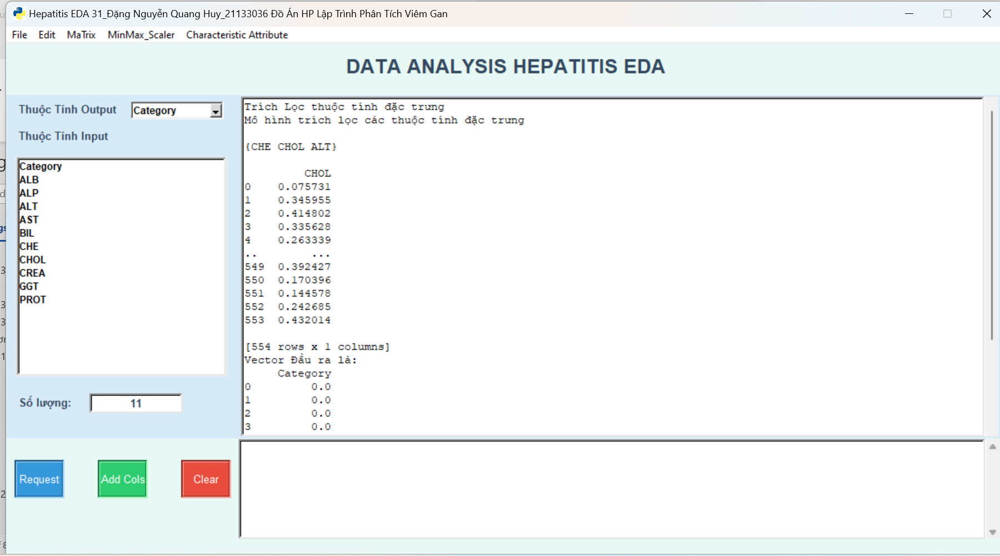 Hepatitis EDA 31_Đặng Nguyễn Quang Huy_21133036 Đồ Án HP Lập Trình Phân Tích Viêm Gan
File Edit MaTrix MinMax_Scaler Characteristic Attribute
DATA ANALYSIS HEPATITIS EDA
Thuộc Tính Output Category
Thuộc Tính Input
Category
ALB
ALP
ALT
AST
BIL
CHE
CHOL
CREA
GGT
PROT
Số lượng: 11
Request Add Cols Clear
Trích Lọc thuộc tính đặc trưng
Mô hình trích lọc các thuộc tính đặc trưng
{CHE CHOL ALT}
CHOL
0 0.075731
1 0.345955
2 0.414802
3 0.335628
4 0.263339
.. ...
549 0.392427
550 0.170396
551 0.144578
552 0.242685
553 0.432014
[554 rows x 1 columns]
Vector Đầu ra là:
Category
0 0.0
1 0.0
2 0.0
3 0.0